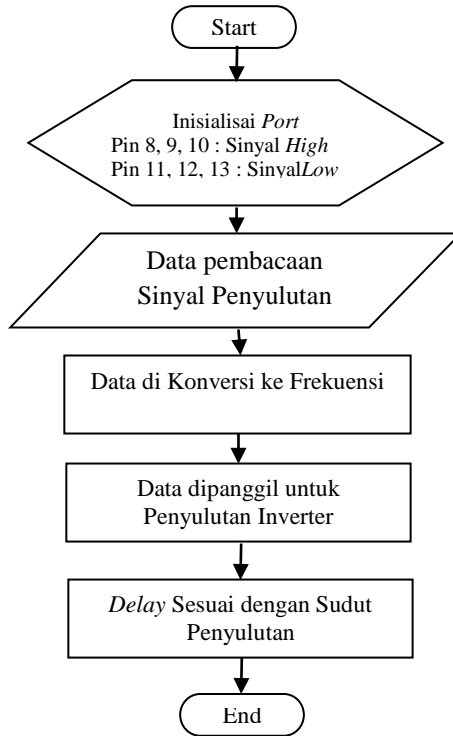 Start
Inisialisai Port
Pin 8, 9, 10 : Sinyal High
Pin 11, 12, 13 : SinyalLow
Data pembacaan
Sinyal Penyulutan
Data di Konversi ke Frekuensi
Data dipanggil untuk
Penyulutan Inverter
Delay Sesuai dengan Sudut
Penyulutan
End